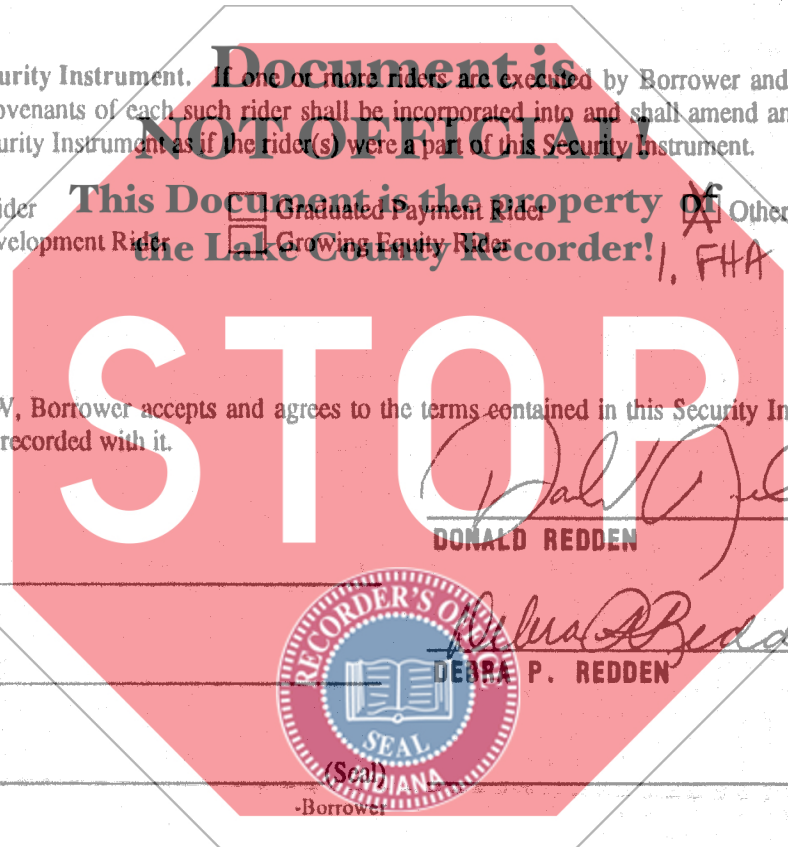 Document is
urity Instrument. If one or more riders are executed by Borrower and
ovenants of each such rider shall be incorporated into and shall amend an
NOT OFFICIAL!
urity Instrument as if the rider(s) were a part of this Security Instrument.
This Document is the property of
ider Graduated Payment Rider Other
the Lake County Recorder!
velopment Rider Growing Equity Rider
1. FHA
STOP
V, Borrower accepts and agrees to the terms contained in this Security In
recorded with it.
DONALD REDDEN
RECORDER'S OFFICE
Debra P Redd
DEBRA P. REDDEN
SEAL
INDIANA
(Seal)
-Borrower